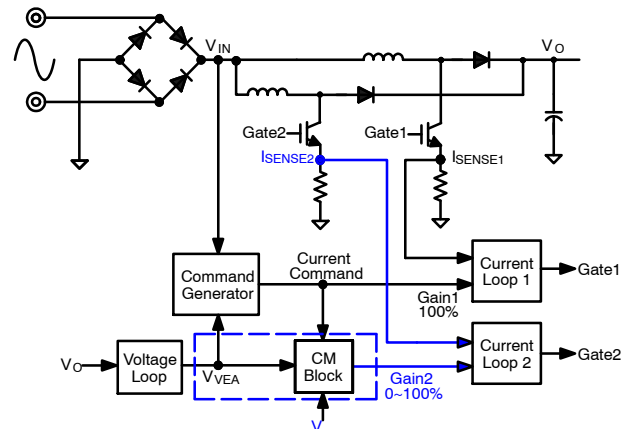 VIN
VO
Gate2
Gate1
ISENSE2
ISENSE1
Command
Generator
Current
Command
Current
Loop 1
Gate1
Gain1
100%
VO
Voltage
Loop
VVEA
CM
Block
Gain2
0~100%
Current
Loop 2
Gate2